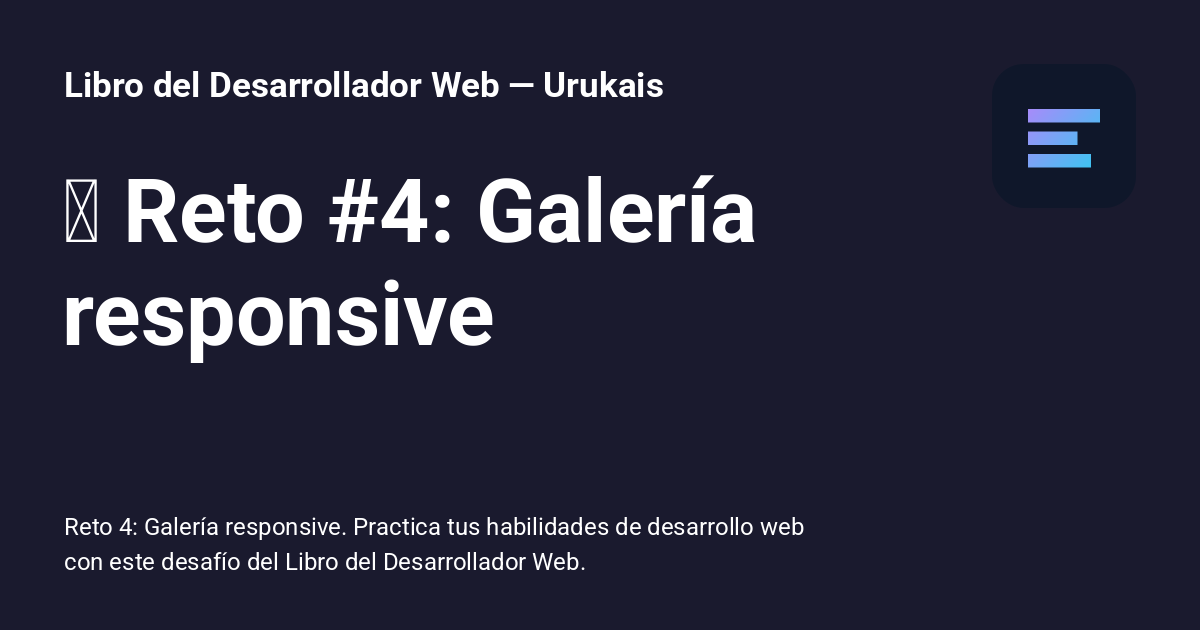 Libro del Desarrollador Web — Urukais
Reto #4: Galería
responsive
Reto 4: Galería responsive. Practica tus habilidades de desarrollo web
con este desafío del Libro del Desarrollador Web.